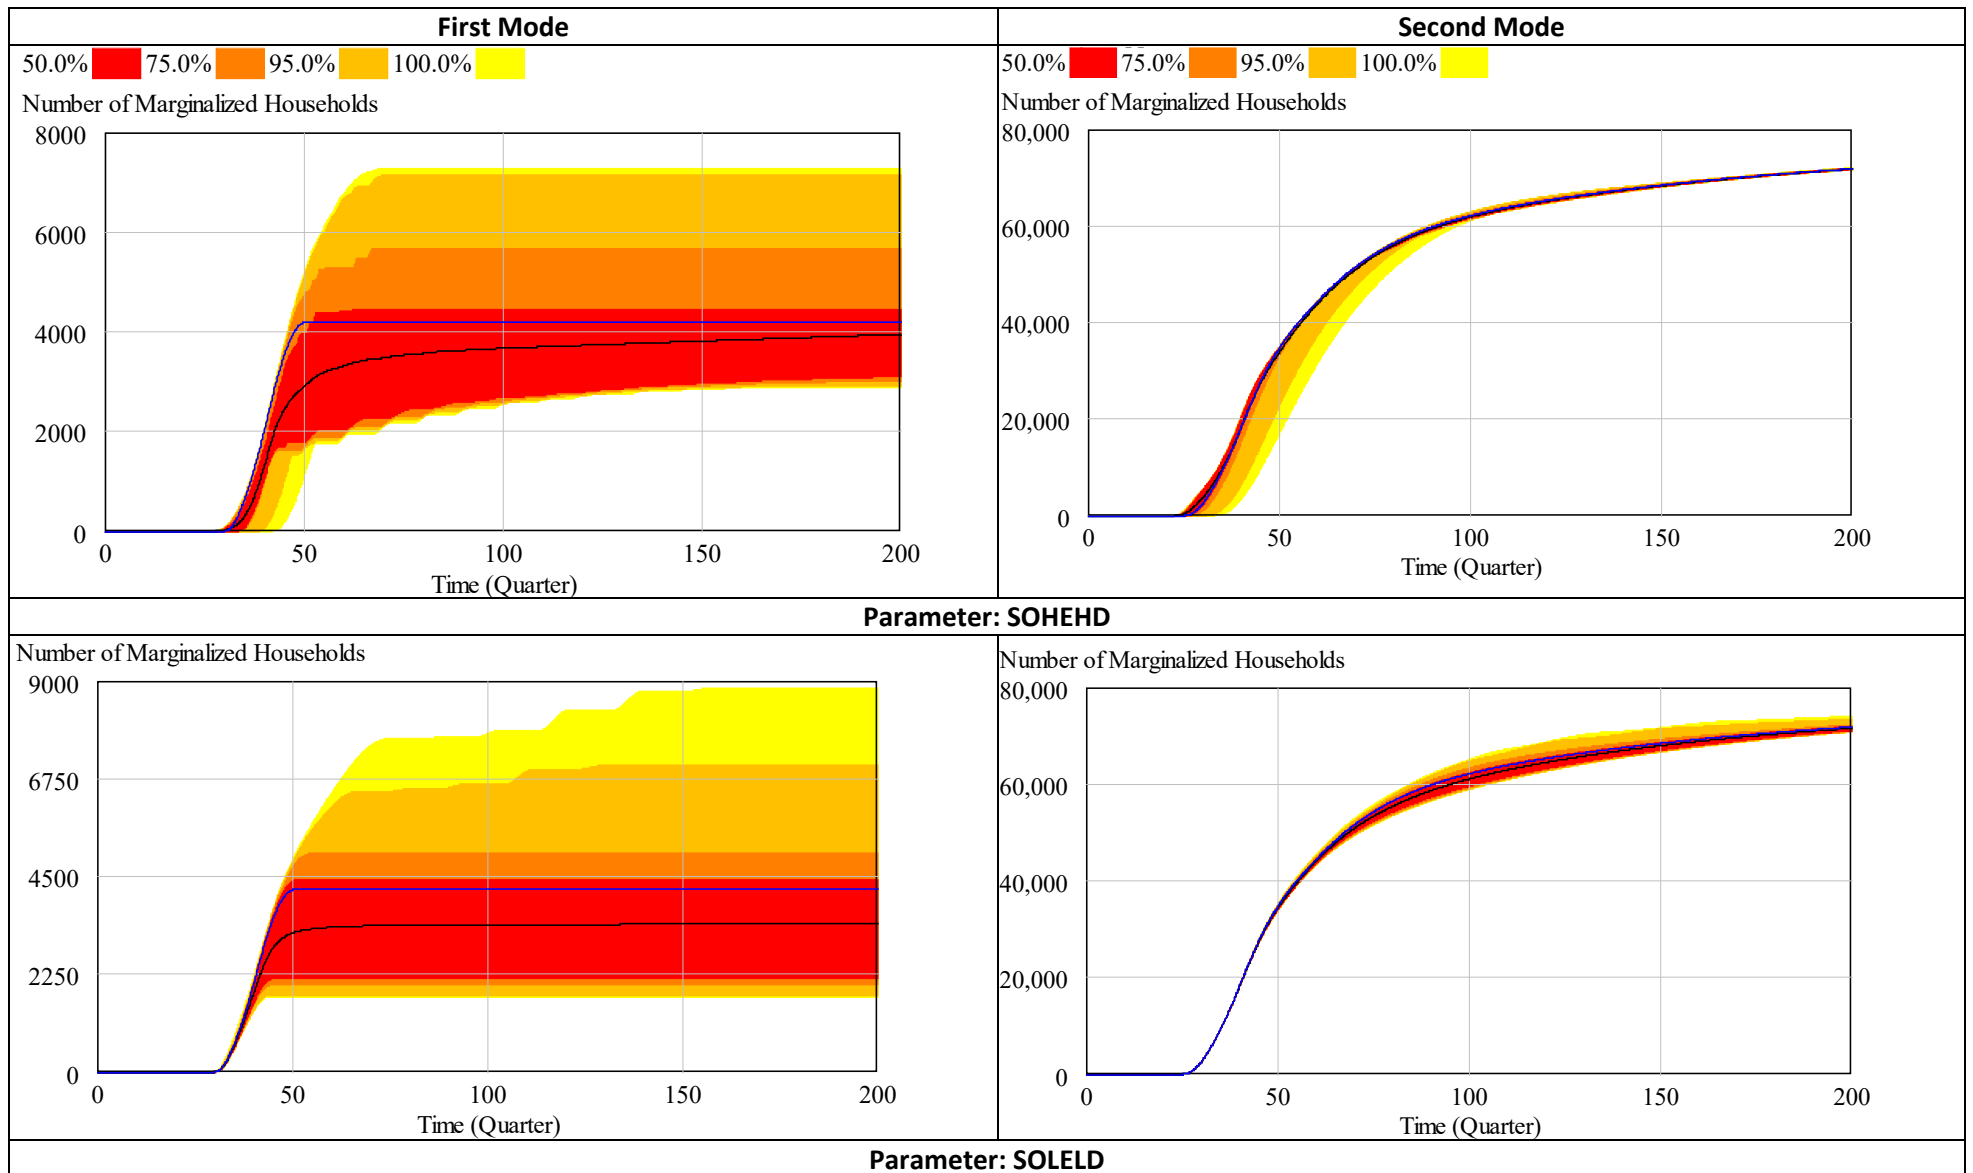 First Mode
Second Mode
50.0% 75.0% 95.0% 100.0%
Number of Marginalized Households
8000
6000
4000
2000
0
0 50 100 150 200
Time (Quarter)
50.0% 75.0% 95.0% 100.0%
Number of Marginalized Households
80,000
60,000
40,000
20,000
0
0 50 100 150 200
Time (Quarter)
Parameter: SOHEHD
Number of Marginalized Households
9000
6750
4500
2250
0
0 50 100 150 200
Time (Quarter)
Number of Marginalized Households
80,000
60,000
40,000
20,000
0
0 50 100 150 200
Time (Quarter)
Parameter: SOLELD